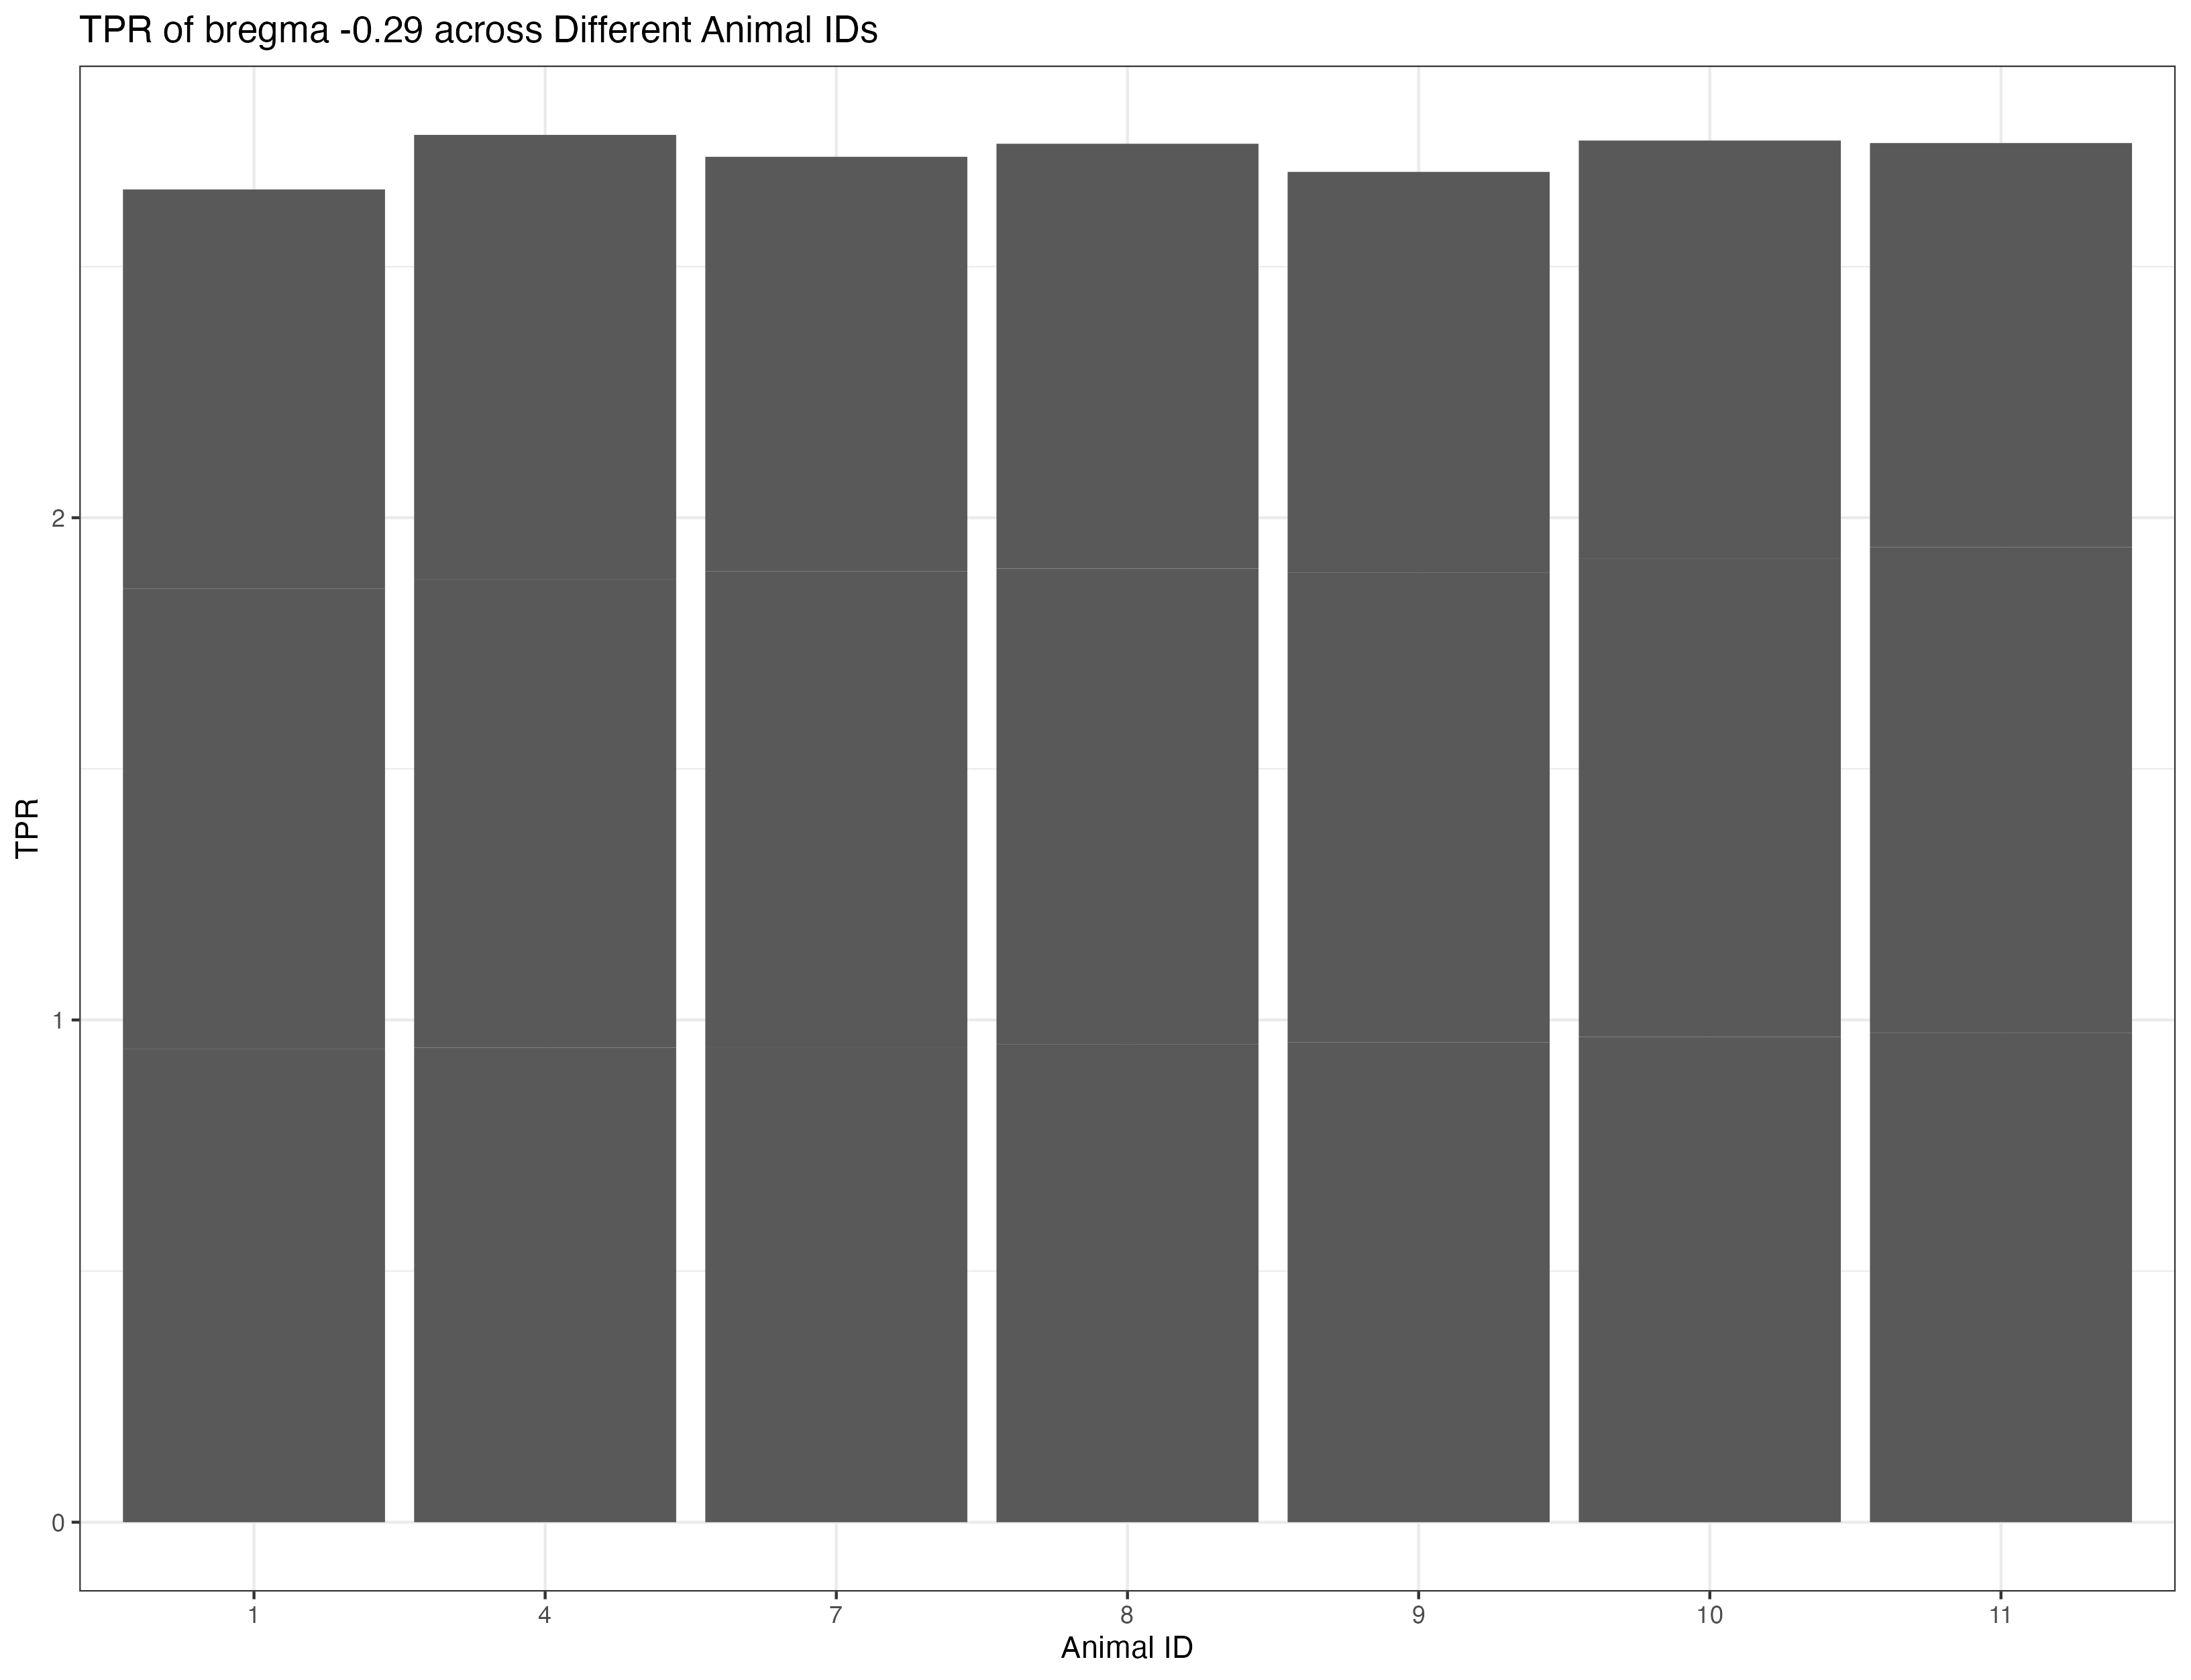 TPR of bregma -0.29 across Different Animal IDs
TPR
2
1
0
1 4 7 8 9 10 11
Animal ID